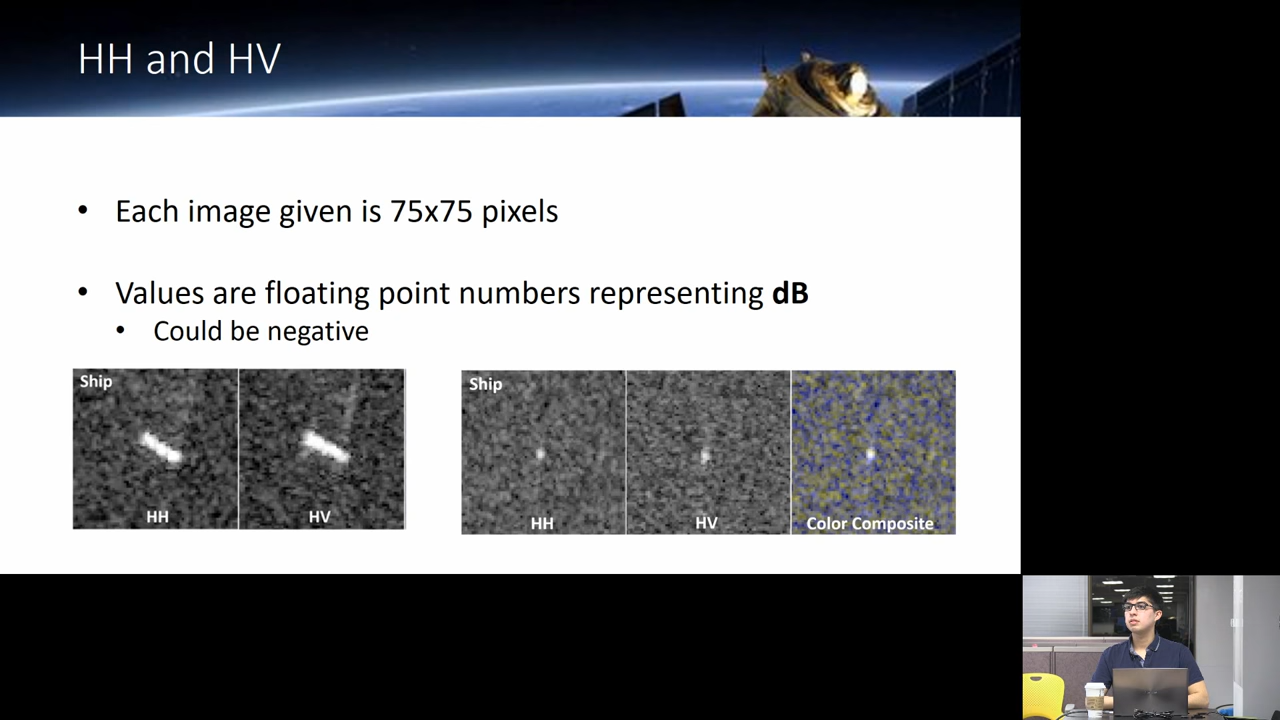 HH and HV
• Each image given is 75x75 pixels
• Values are floating point numbers representing dB
• Could be negative
Ship
HH
HV
Ship
HH
HV
Color Composite